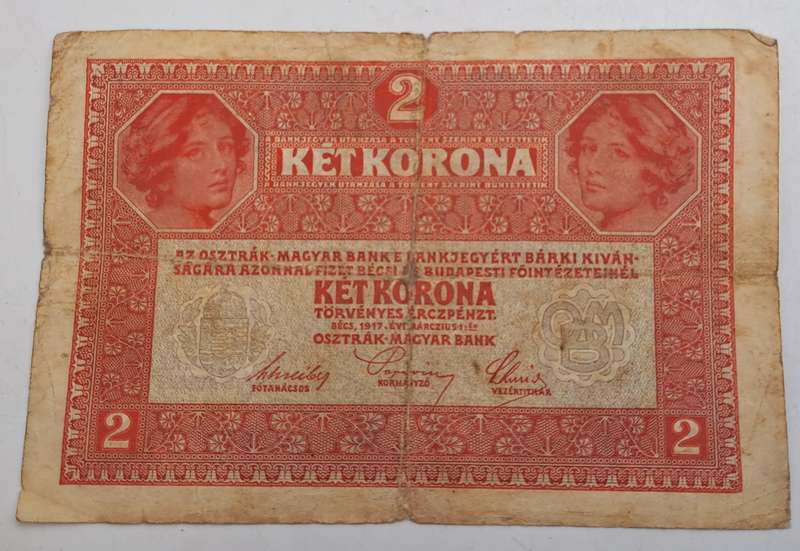 2
A BANKJEGYEK UTÁNZÁSA A TÖRVÉNY SZERINT BÜNTETTETIK
KÉT KORONA
A BANKJEGYEK UTÁNZÁSA A TÖRVÉNY SZERINT BÜNTETTETIK
AZ OSZTRÁK-MAGYAR BANK E BANKJEGYÉRT BÁRKI KIVÁN-
SÁGÁRA AZONNAL FIZET BÉCSI ÉS BUDAPESTI FŐINTÉZETEINÉL
KÉT KORONA
TÖRVÉNYES ÉRCZPÉNZT.
BÉCS, 1917. ÉVI MÁRCZIUS 1-ÉN
OSZTRÁK-MAGYAR BANK
FŐTANÁCSOS KORMÁNYZÓ VEZÉRTITKÁR
2 2